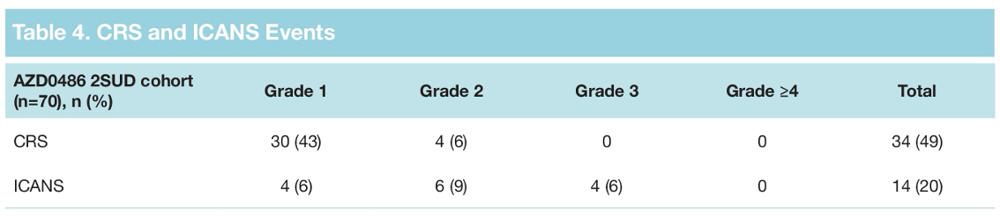 Table 4. CRS and ICANS Events
AZD0486 2SUD cohort
(n=70), n (%) Grade 1 Grade 2 Grade 3 Grade ≥4 Total
CRS 30 (43) 4 (6) 0 0 34 (49)
ICANS 4 (6) 6 (9) 4 (6) 0 14 (20)